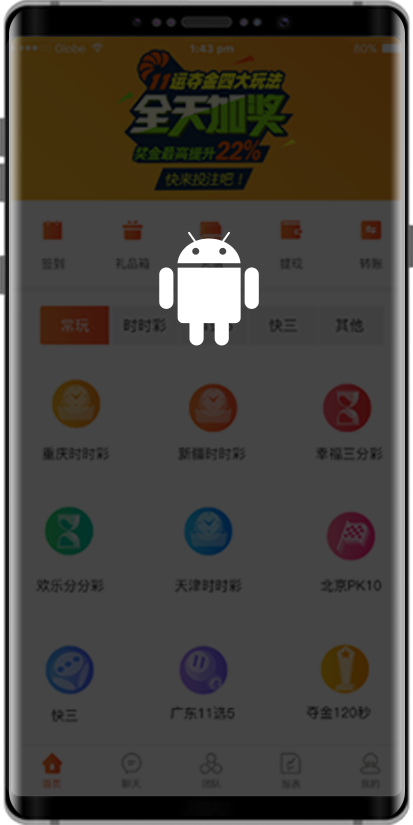 Globe 1:43 pm 80%
11运夺金四大玩法
全天加奖
奖金最高提升22%
快来投注吧！
签到 礼品箱 提现 转账
常玩 时时彩 快三 其他
重庆时时彩 新疆时时彩 幸福三分彩
欢乐分分彩 天津时时彩 北京PK10
11
快三 广东11选5 夺金120秒
首页 聊天 团队 报表 我的